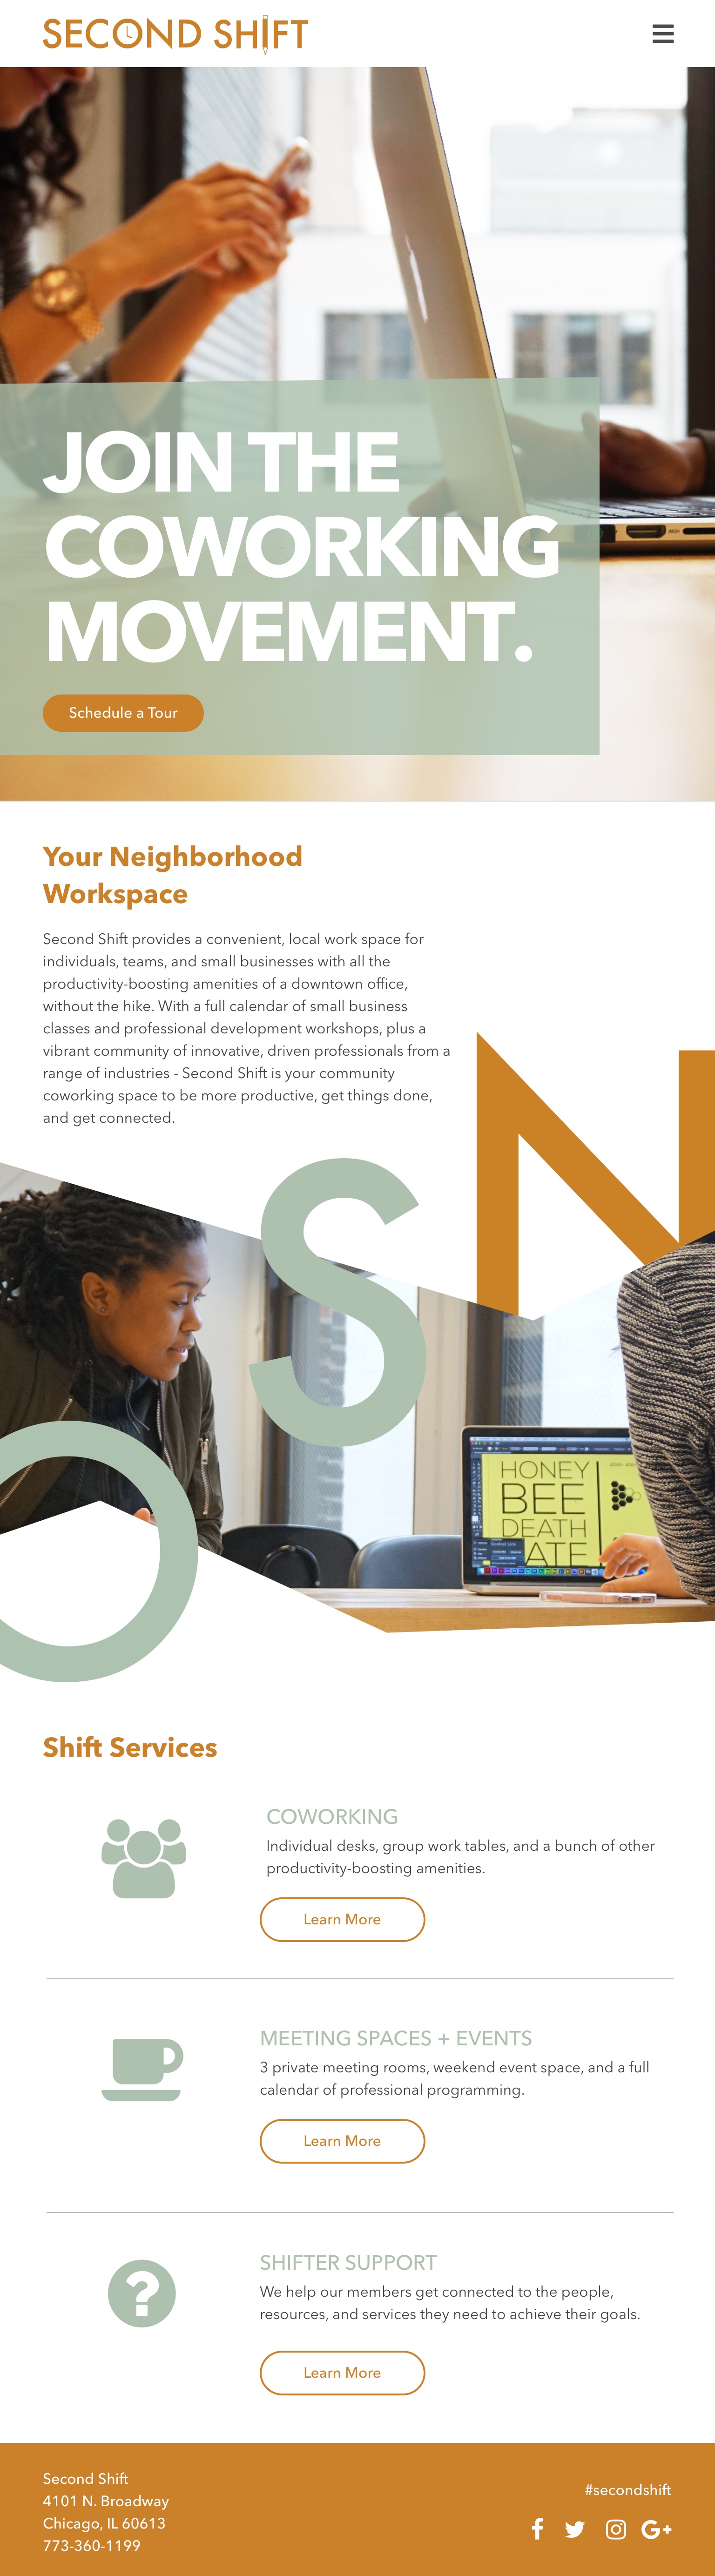 SECOND SHIFT
JOIN THE
COWORKING
MOVEMENT.
Schedule a Tour
Your Neighborhood
Workspace
Second Shift provides a convenient, local work space for
individuals, teams, and small businesses with all the
productivity-boosting amenities of a downtown office,
without the hike. With a full calendar of small business
classes and professional development workshops, plus a
vibrant community of innovative, driven professionals from a
range of industries - Second Shift is your community
coworking space to be more productive, get things done,
and get connected.
N
S
O
HONEY
BEE
DEATH
ATE
Shift Services
COWORKING
Individual desks, group work tables, and a bunch of other
productivity-boosting amenities.
Learn More
MEETING SPACES + EVENTS
3 private meeting rooms, weekend event space, and a full
calendar of professional programming.
Learn More
?
SHIFTER SUPPORT
We help our members get connected to the people,
resources, and services they need to achieve their goals.
Learn More
Second Shift
4101 N. Broadway
Chicago, IL 60613
773-360-1199
#secondshift
G+